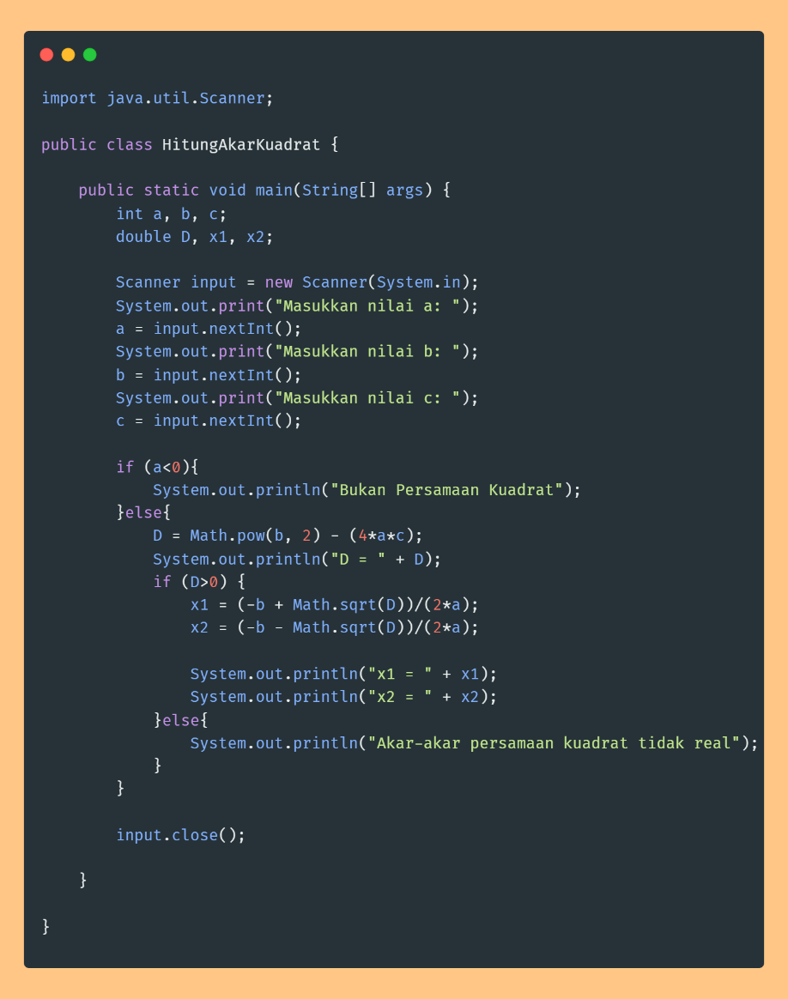 import java.util.Scanner;
public class HitungAkarKuadrat {
public static void main(String[] args) {
int a, b, c;
double D, x1, x2;
Scanner input = new Scanner(System.in);
System.out.print("Masukkan nilai a: ");
a = input.nextInt();
System.out.print("Masukkan nilai b: ");
b = input.nextInt();
System.out.print("Masukkan nilai c: ");
c = input.nextInt();
if (a<0){
System.out.println("Bukan Persamaan Kuadrat");
}else{
D = Math.pow(b, 2) - (4*a*c);
System.out.println("D = " + D);
if (D>0) {
x1 = (-b + Math.sqrt(D))/(2*a);
x2 = (-b - Math.sqrt(D))/(2*a);
System.out.println("x1 = " + x1);
System.out.println("x2 = " + x2);
}else{
System.out.println("Akar-akar persamaan kuadrat tidak real");
}
}
input.close();
}
}